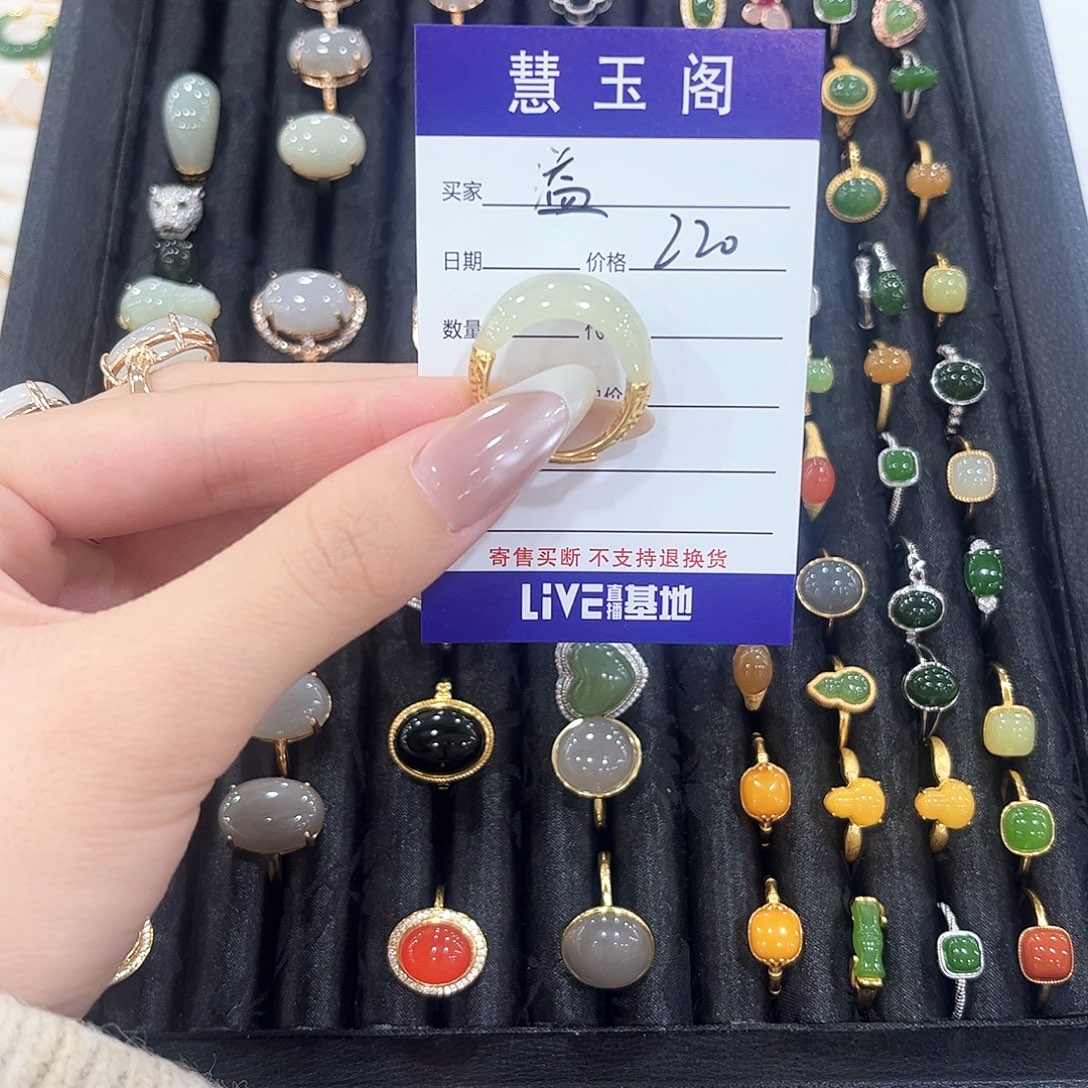 慧玉阁
买家 溢
日期 价格 220
数量
寄售买断 不支持退换货
LiVE直播基地